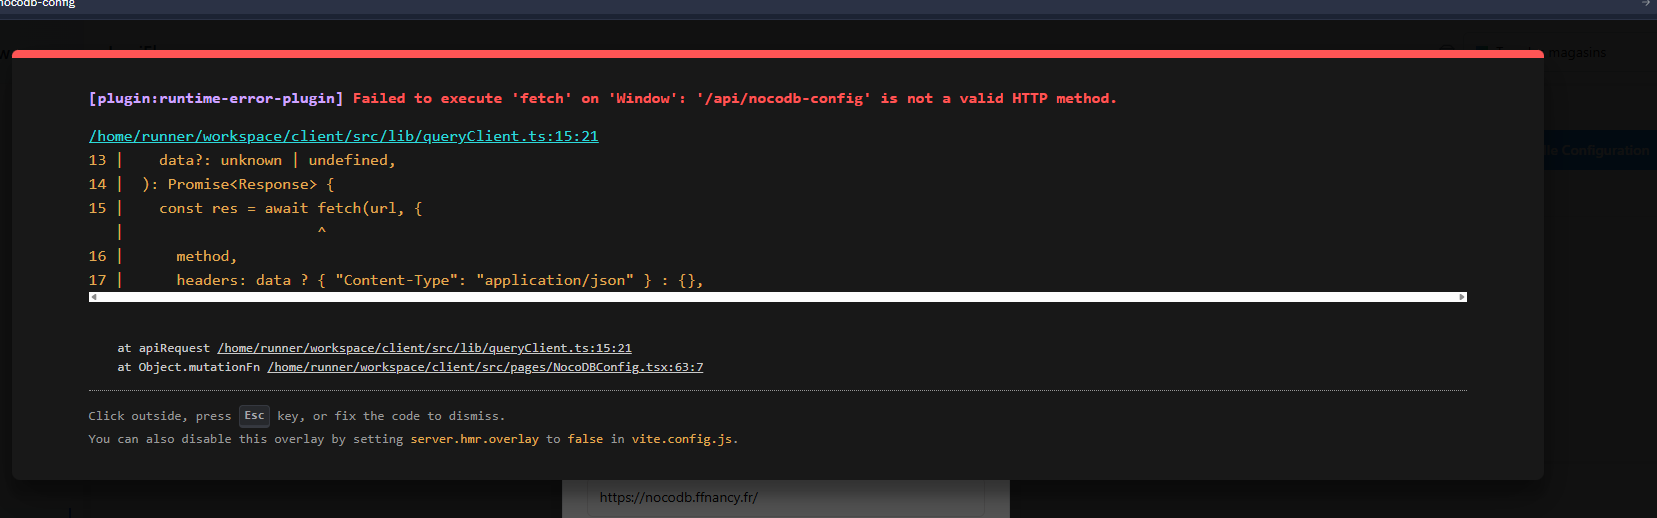 nocodb-config
magasins
[plugin:runtime-error-plugin] Failed to execute 'fetch' on 'Window': '/api/nocodb-config' is not a valid HTTP method.
/home/runner/workspace/client/src/lib/queryClient.ts:15:21
13 |    data?: unknown | undefined,
14 |  ): Promise<Response> {
15 |    const res = await fetch(url, {
   |                      ^
16 |      method,
17 |      headers: data ? { "Content-Type": "application/json" } : {},
at apiRequest /home/runner/workspace/client/src/lib/queryClient.ts:15:21
at Object.mutationFn /home/runner/workspace/client/src/pages/NocoDBConfig.tsx:63:7
Click outside, press Esc key, or fix the code to dismiss.
You can also disable this overlay by setting server.hmr.overlay to false in vite.config.js.
Configuration
https://nocodb.ffnancy.fr/